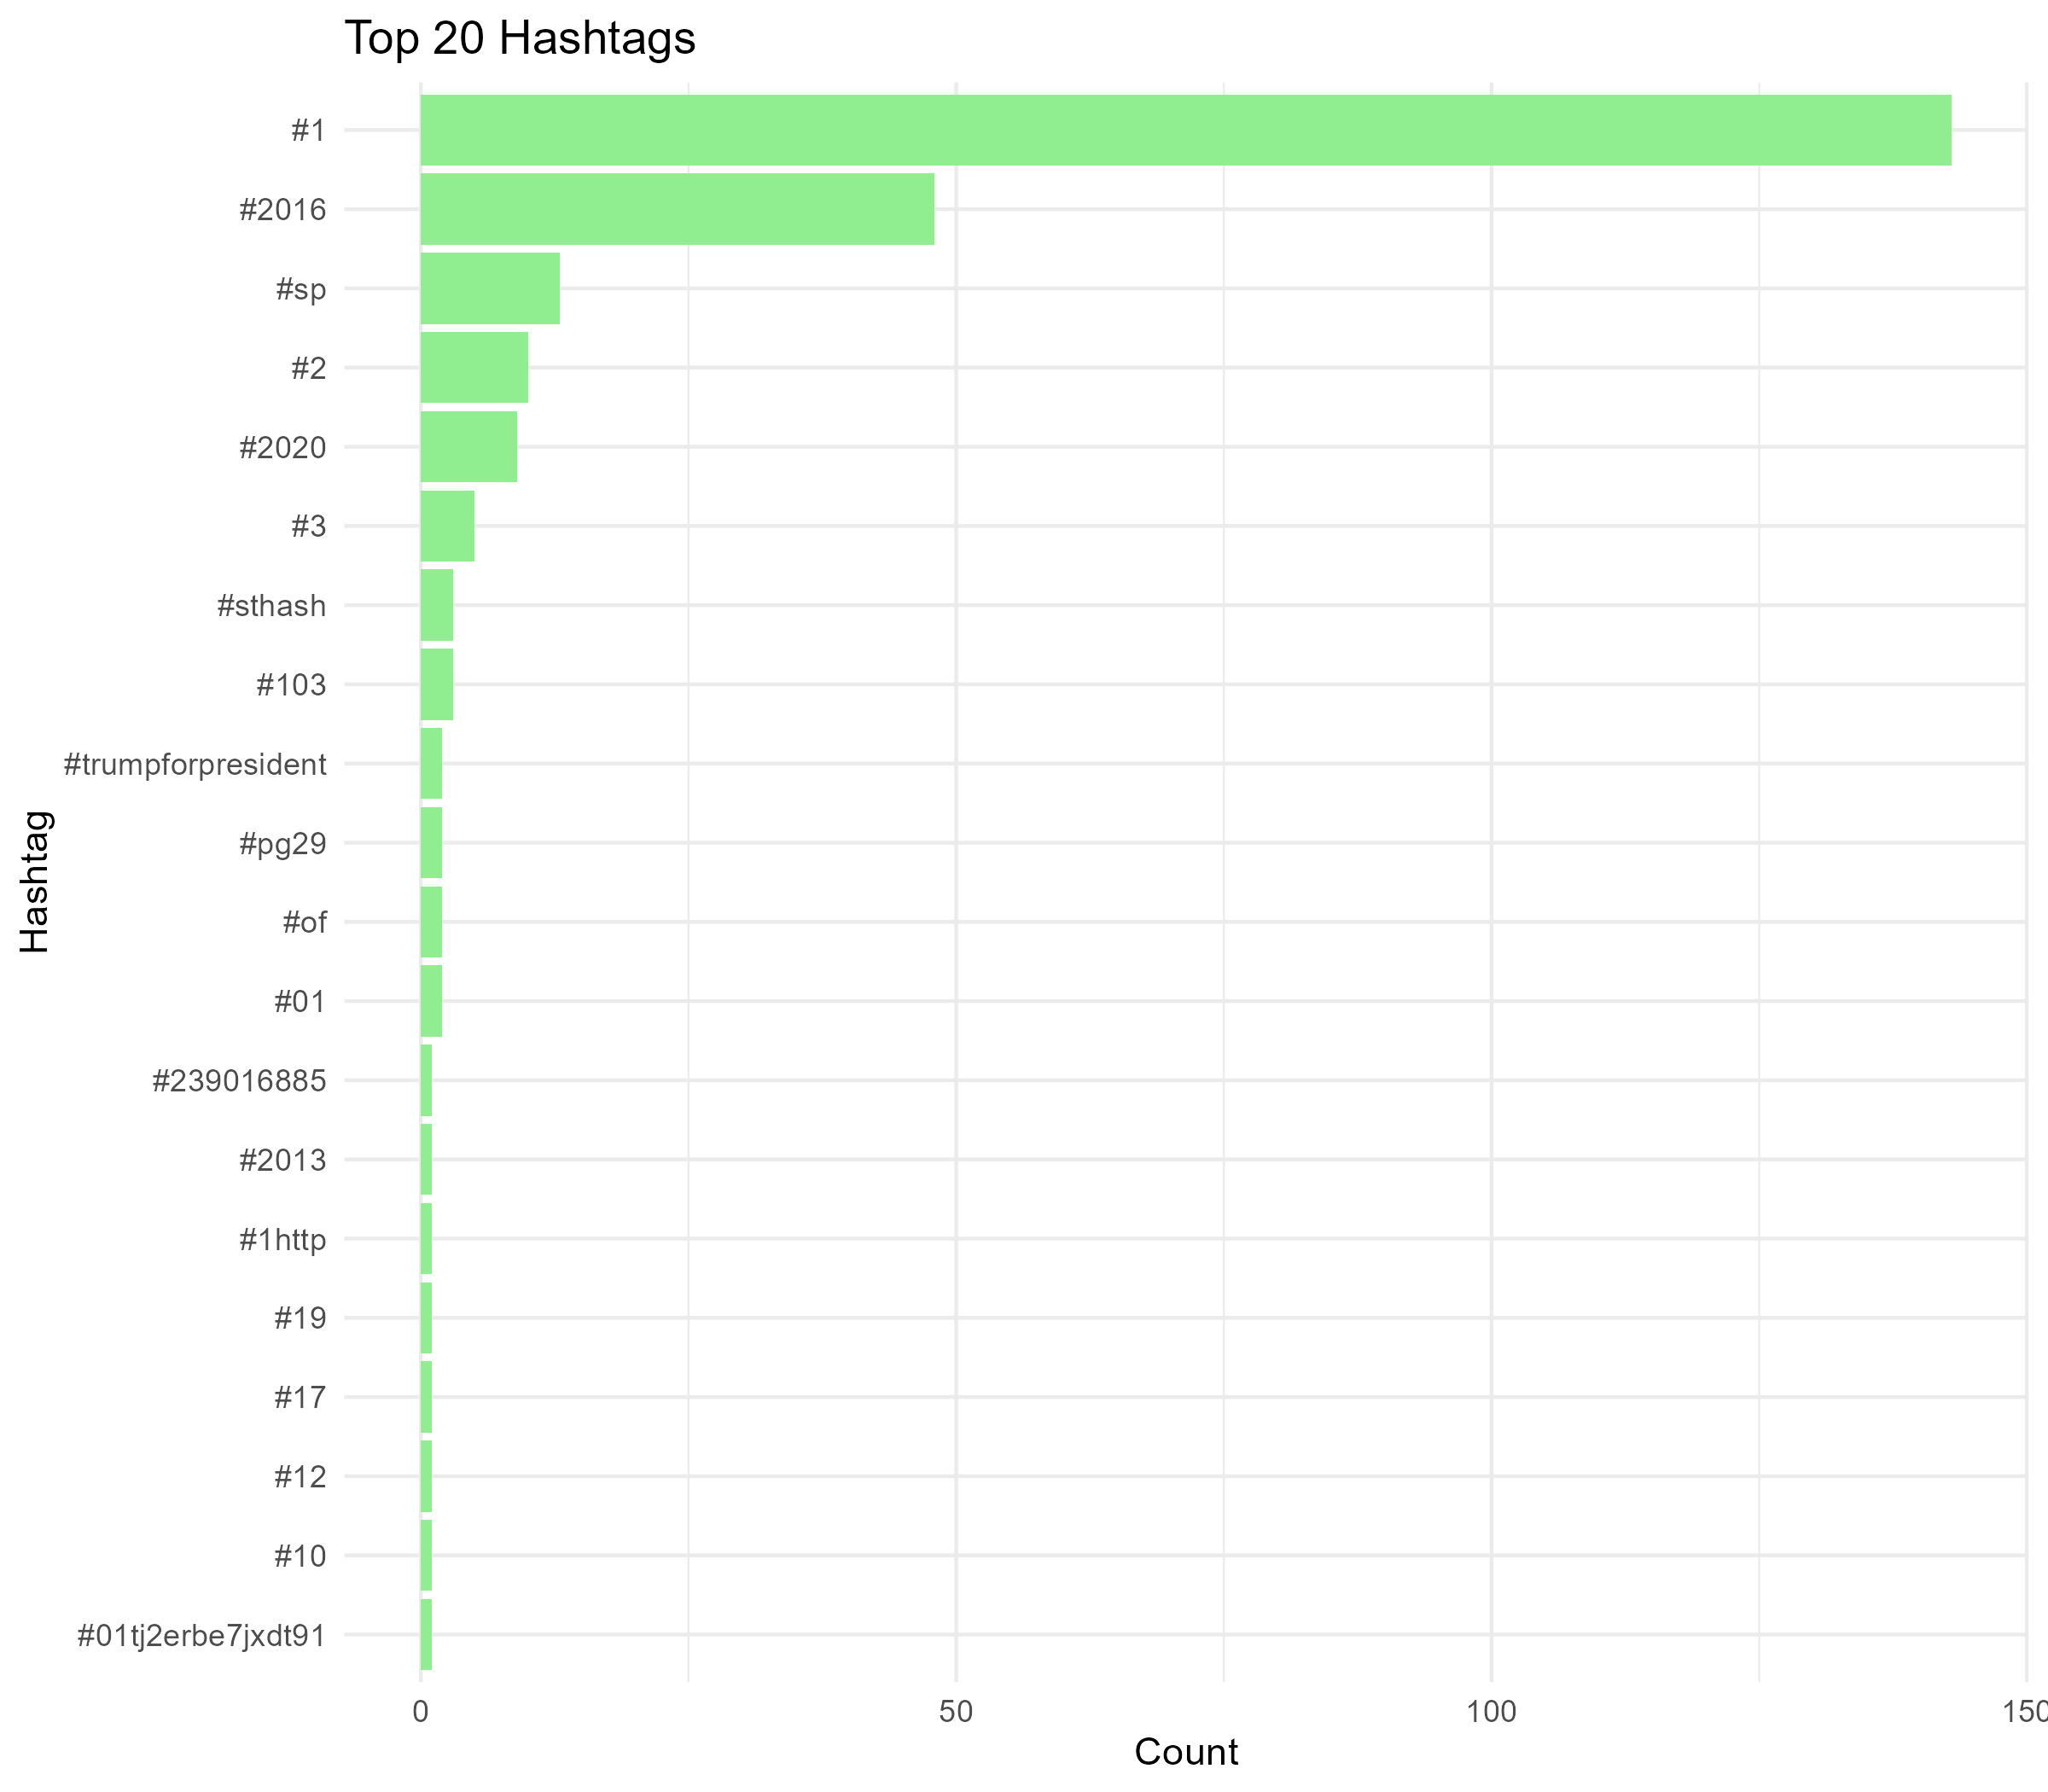 Top 20 Hashtags
#1
#2016
#sp
#2
#2020
#3
#sthash
#103
#trumpforpresident
#pg29
#of
#01
#239016885
#2013
#1http
#19
#17
#12
#10
#01tj2erbe7jxdt91
Hashtag
0 50 100 150
Count